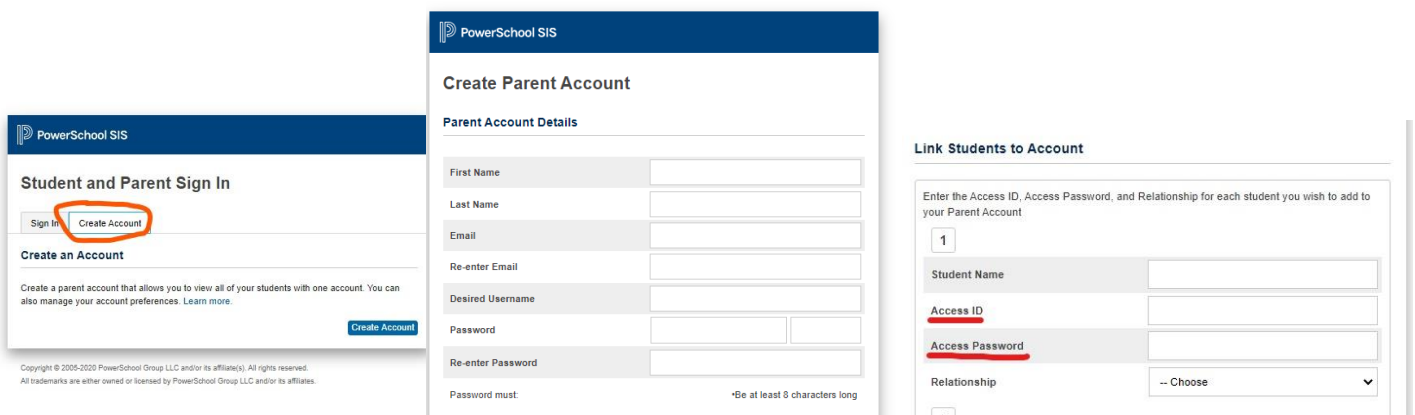 PowerSchool SIS
Student and Parent Sign In
Sign In
Create Account
Create an Account
Create a parent account that allows you to view all of your students with one account. You can
also manage your account preferences. Learn more.
Create Account
Copyright © 2005-2020 PowerSchool Group LLC and/or its affiliate(s). All rights reserved.
All trademarks are either owned or licensed by PowerSchool Group LLC and/or its affiliates.
PowerSchool SIS
Create Parent Account
Parent Account Details
First Name
Last Name
Email
Re-enter Email
Desired Username
Password
Re-enter Password
Password must: •Be at least 8 characters long
Link Students to Account
Enter the Access ID, Access Password, and Relationship for each student you wish to add to
your Parent Account
1
Student Name
Access ID
Access Password
Relationship -- Choose